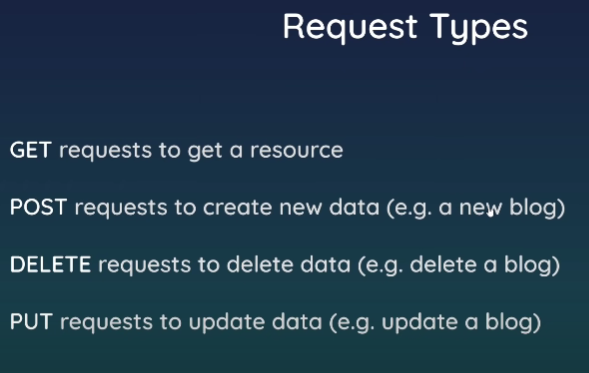 Request Types
GET requests to get a resource
POST requests to create new data (e.g. a new blog)
DELETE requests to delete data (e.g. delete a blog)
PUT requests to update data (e.g. update a blog)